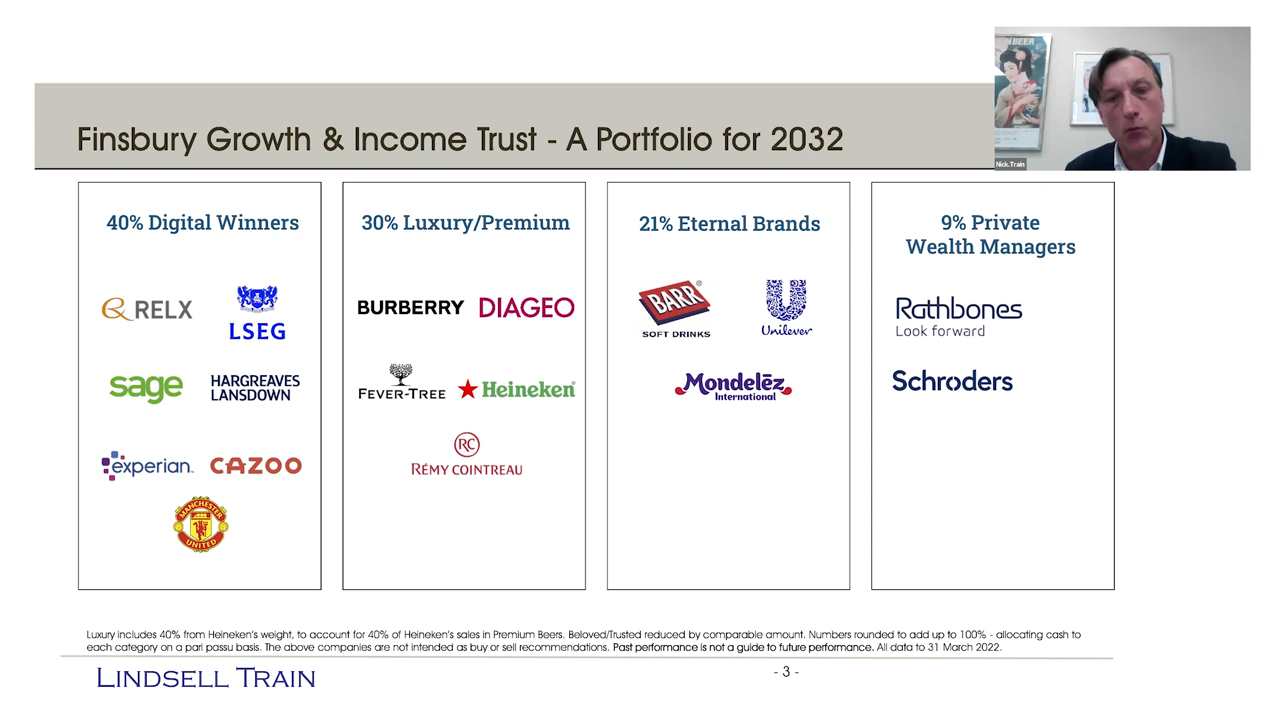 NBEER
Nick.Train
Finsbury Growth & Income Trust - A Portfolio for 2032
40% Digital Winners
RELX
LSEG
sage
HARGREAVES
LANSDOWN
experian.
CAZOO
MANCHESTER
UNITED
30% Luxury/Premium
BURBERRY
DIAGEO
FEVER-TREE
Heineken®
RC
RÉMY COINTREAU
21% Eternal Brands
BARR®
SOFT DRINKS
Unilever
Mondelēz
International
9% Private
Wealth Managers
Rathbones
Look forward
Schroders
Luxury includes 40% from Heineken's weight, to account for 40% of Heineken's sales in Premium Beers. Beloved/Trusted reduced by comparable amount. Numbers rounded to add up to 100% - allocating cash to
each category on a pari passu basis. The above companies are not intended as buy or sell recommendations. Past performance is not a guide to future performance. All data to 31 March 2022.
LINDSELL TRAIN
- 3 -